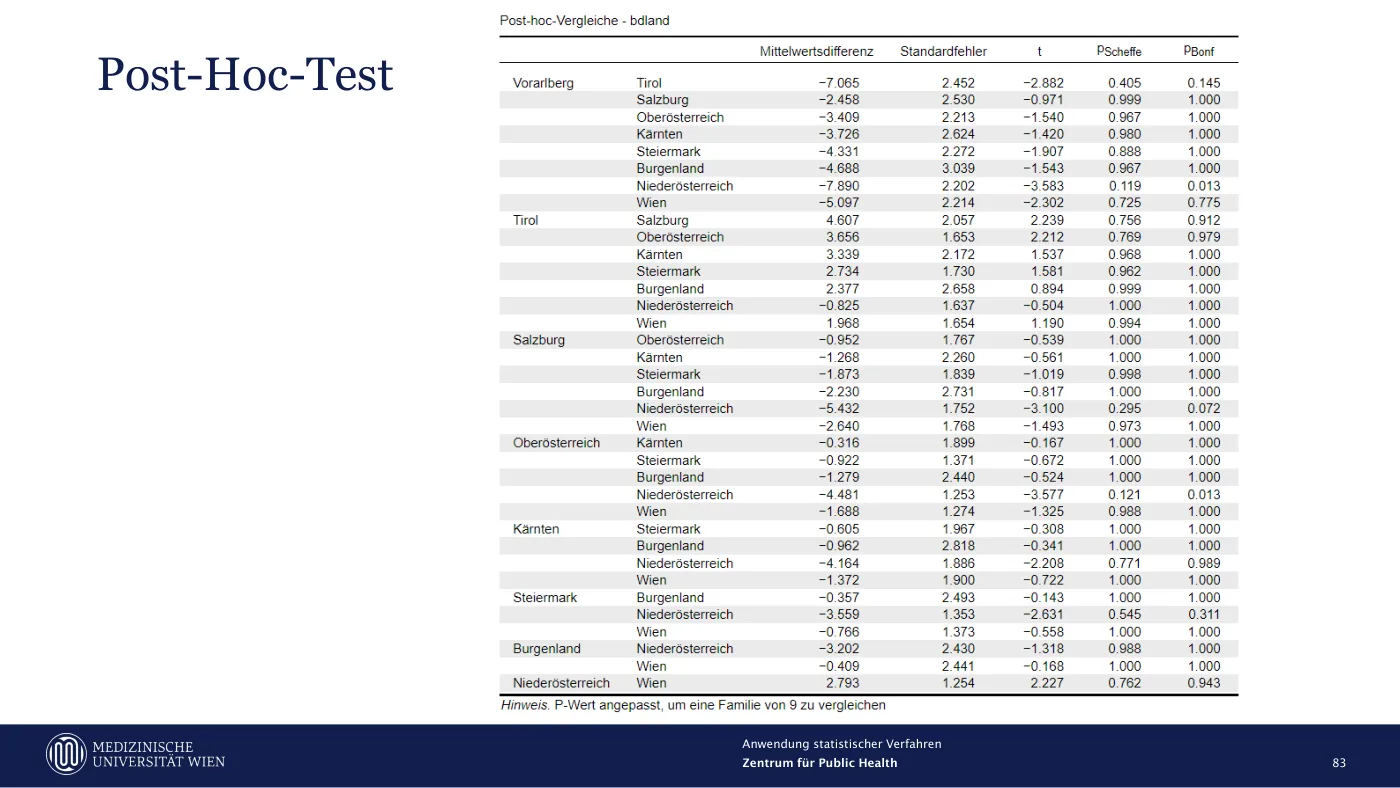 Post-Hoc-Test
Post-hoc-Vergleiche - bdland
Mittelwertsdifferenz Standardfehler t PScheffe PBonf
Vorarlberg Tirol −7.065 2.452 −2.882 0.405 0.145
Salzburg −2.458 2.530 −0.971 0.999 1.000
Oberösterreich −3.409 2.213 −1.540 0.967 1.000
Kärnten −3.726 2.624 −1.420 0.980 1.000
Steiermark −4.331 2.272 −1.907 0.888 1.000
Burgenland −4.688 3.039 −1.543 0.967 1.000
Niederösterreich −7.890 2.202 −3.583 0.119 0.013
Wien −5.097 2.214 −2.302 0.725 0.775
Tirol Salzburg 4.607 2.057 2.239 0.756 0.912
Oberösterreich 3.656 1.653 2.212 0.769 0.979
Kärnten 3.339 2.172 1.537 0.968 1.000
Steiermark 2.734 1.730 1.581 0.962 1.000
Burgenland 2.377 2.658 0.894 0.999 1.000
Niederösterreich −0.825 1.637 −0.504 1.000 1.000
Wien 1.968 1.654 1.190 0.994 1.000
Salzburg Oberösterreich −0.952 1.767 −0.539 1.000 1.000
Kärnten −1.268 2.260 −0.561 1.000 1.000
Steiermark −1.873 1.839 −1.019 0.998 1.000
Burgenland −2.230 2.731 −0.817 1.000 1.000
Niederösterreich −5.432 1.752 −3.100 0.295 0.072
Wien −2.640 1.768 −1.493 0.973 1.000
Oberösterreich Kärnten −0.316 1.899 −0.167 1.000 1.000
Steiermark −0.922 1.371 −0.672 1.000 1.000
Burgenland −1.279 2.440 −0.524 1.000 1.000
Niederösterreich −4.481 1.253 −3.577 0.121 0.013
Wien −1.688 1.274 −1.325 0.988 1.000
Kärnten Steiermark −0.605 1.967 −0.308 1.000 1.000
Burgenland −0.962 2.818 −0.341 1.000 1.000
Niederösterreich −4.164 1.886 −2.208 0.771 0.989
Wien −1.372 1.900 −0.722 1.000 1.000
Steiermark Burgenland −0.357 2.493 −0.143 1.000 1.000
Niederösterreich −3.559 1.353 −2.631 0.545 0.311
Wien −0.766 1.373 −0.558 1.000 1.000
Burgenland Niederösterreich −3.202 2.430 −1.318 0.988 1.000
Wien −0.409 2.441 −0.168 1.000 1.000
Niederösterreich Wien 2.793 1.254 2.227 0.762 0.943
Hinweis. P-Wert angepasst, um eine Familie von 9 zu vergleichen
MEDIZINISCHE
UNIVERSITÄT WIEN
Anwendung statistischer Verfahren
Zentrum für Public Health
83